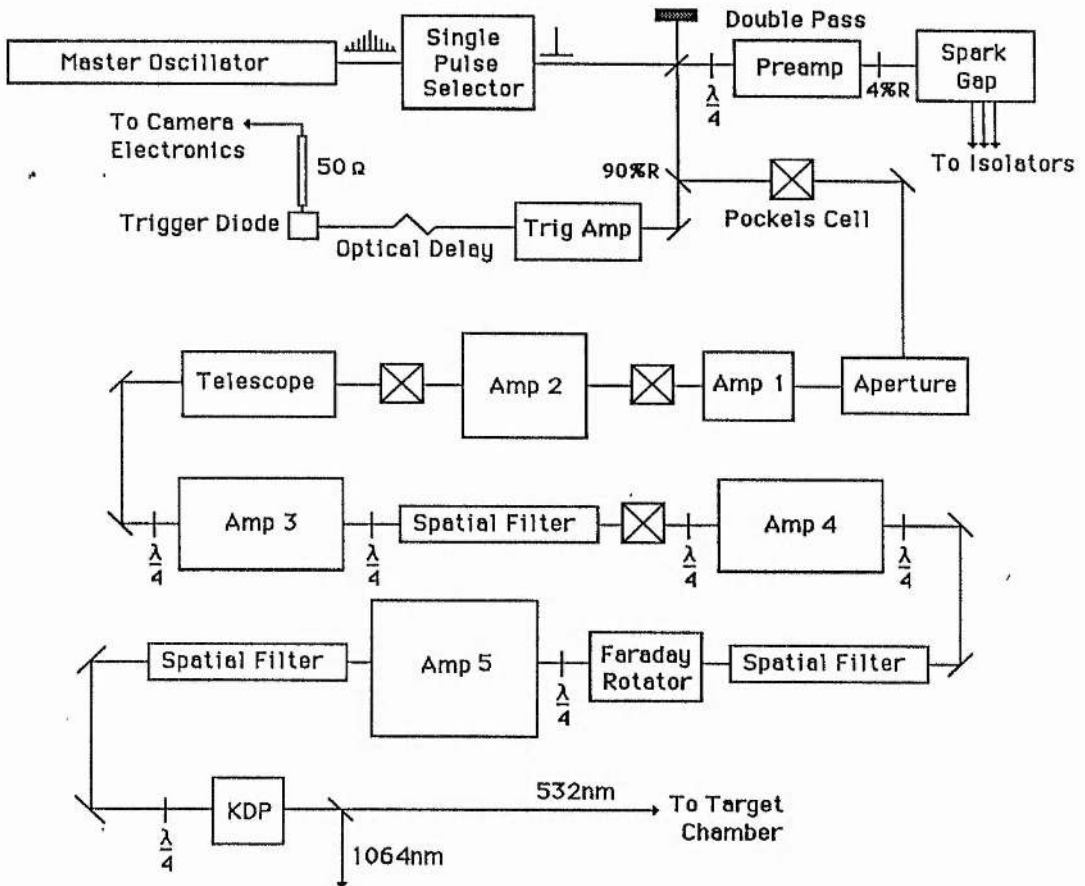 Master Oscillator
Single
Pulse
Selector
Double Pass
Preamp
λ/4
4%R
Spark
Gap
To Isolators
To Camera
Electronics
50 Ω
Trigger Diode
Optical Delay
Trig Amp
90%R
Pockels Cell
Telescope
Amp 2
Amp 1
Aperture
λ/4
Amp 3
λ/4
Spatial Filter
λ/4
Amp 4
λ/4
Spatial Filter
Amp 5
λ/4
Faraday
Rotator
Spatial Filter
λ/4
KDP
532nm
1064nm
To Target
Chamber